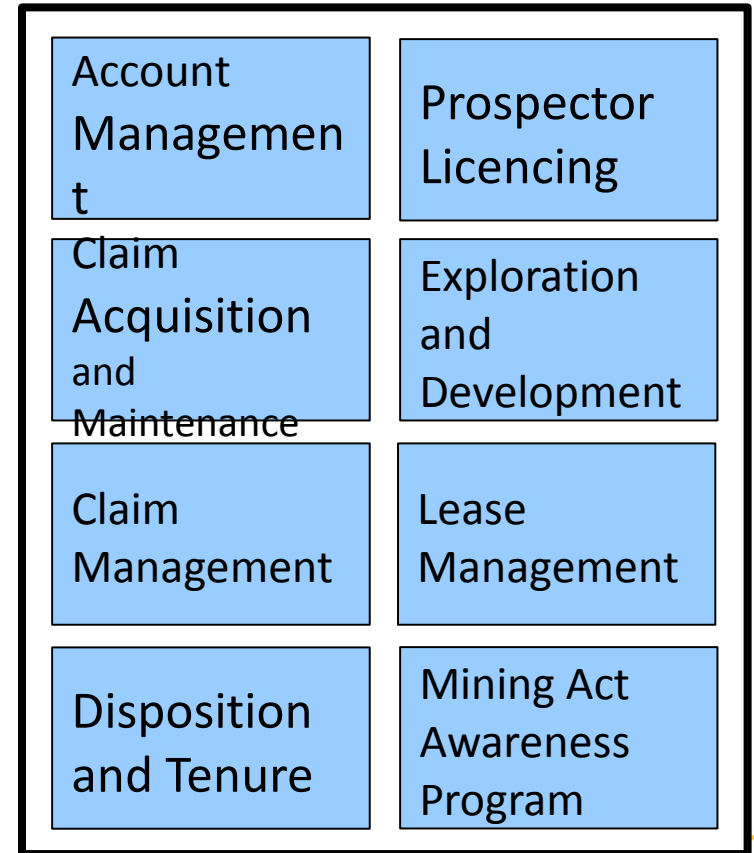 Account
Managemen
t
Prospector
Licencing
Claim
Acquisition
and
Maintenance
Exploration
and
Development
Claim
Management
Lease
Management
Disposition
and Tenure
Mining Act
Awareness
Program